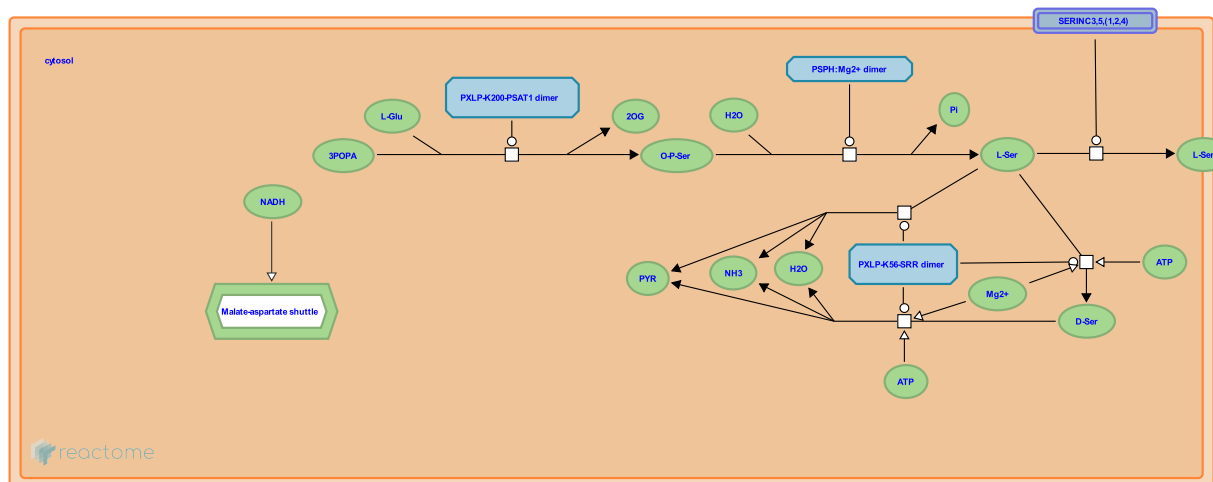 SERINC3,5,(1,2,4)
cytosol
PSPH:Mg2+ dimer
PXLP-K200-PSAT1 dimer
L-Glu
2OG
H2O
Pi
3POPA
O-P-Ser
L-Ser
L-Ser
NADH
PYR
NH3
H2O
PXLP-K56-SRR dimer
ATP
Mg2+
Malate-aspartate shuttle
D-Ser
ATP
reactome